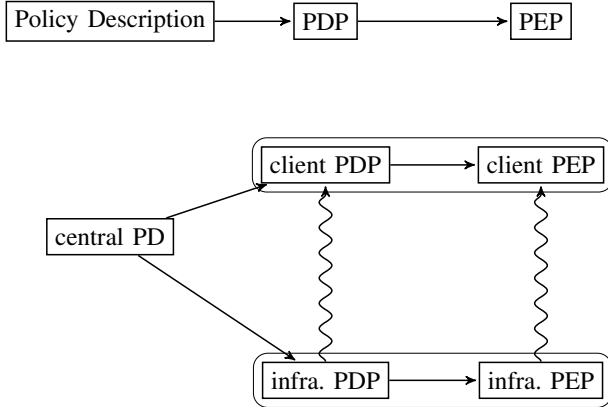 Policy Description PDP PEP
client PDP client PEP
central PD
infra. PDP infra. PEP